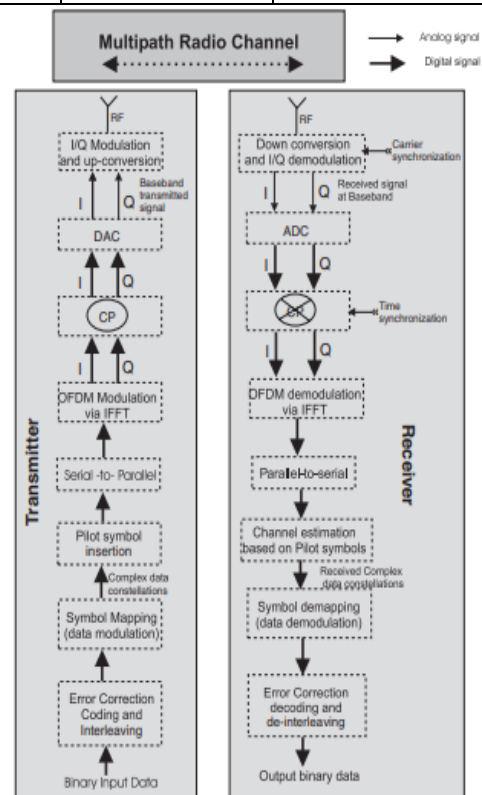 Multipath Radio Channel
Analog signal
Digital signal
RF
I/Q Modulation
and up-conversion
Baseband
transmitted
signal
I
Q
DAC
I
Q
CP
I
Q
OFDM Modulation
via IFFT
Serial -to- Parallel
Pilot symbol
insertion
Complex data
constellations
Symbol Mapping
(data modulation)
Error Correction
Coding and
Interleaving
Binary Input Data
Transmitter
RF
Down conversion
and I/Q demodulation
Carrier
synchronization
I
Q
Received signal
at Baseband
ADC
I
Q
CP
Time
synchronization
I
Q
OFDM demodulation
via IFFT
Parallel-to-serial
Channel estimation
based on Pilot symbols
Received Complex
data constellations
Symbol demapping
(data demodulation)
Error Correction
decoding and
de-interleaving
Output binary data
Receiver